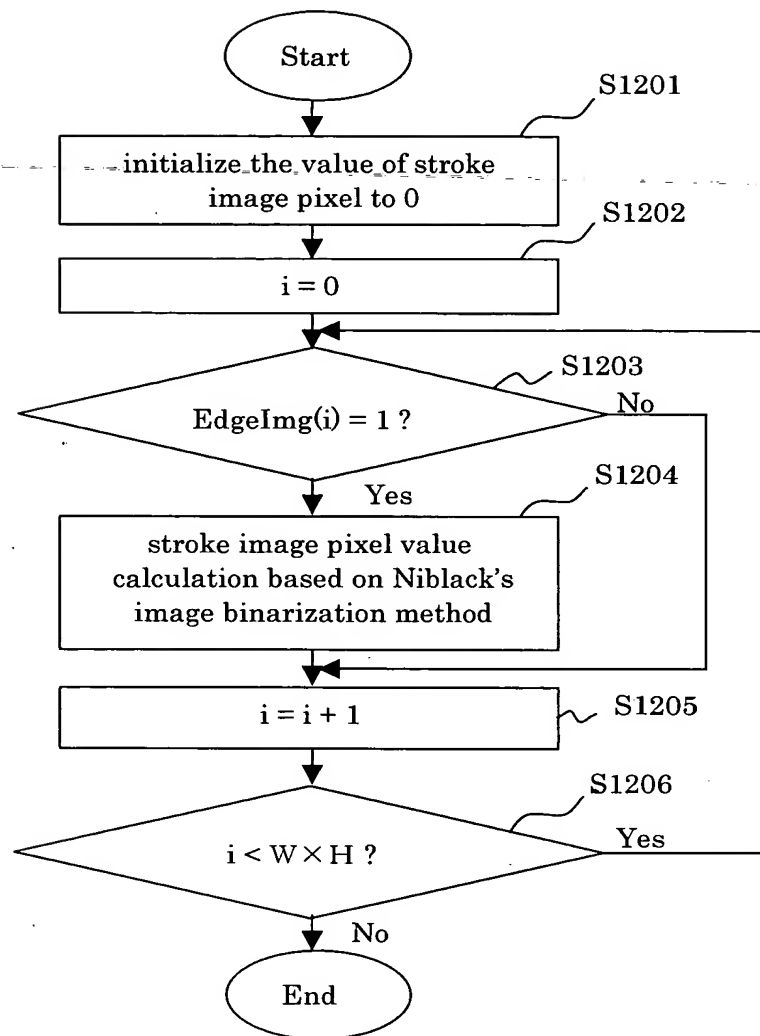 Start
S1201
initialize the value of stroke
image pixel to 0
S1202
i = 0
S1203
EdgeImg(i) = 1 ?
No
Yes
S1204
stroke image pixel value
calculation based on Niblack's
image binarization method
i = i + 1
S1205
S1206
i < W × H ?
Yes
No
End